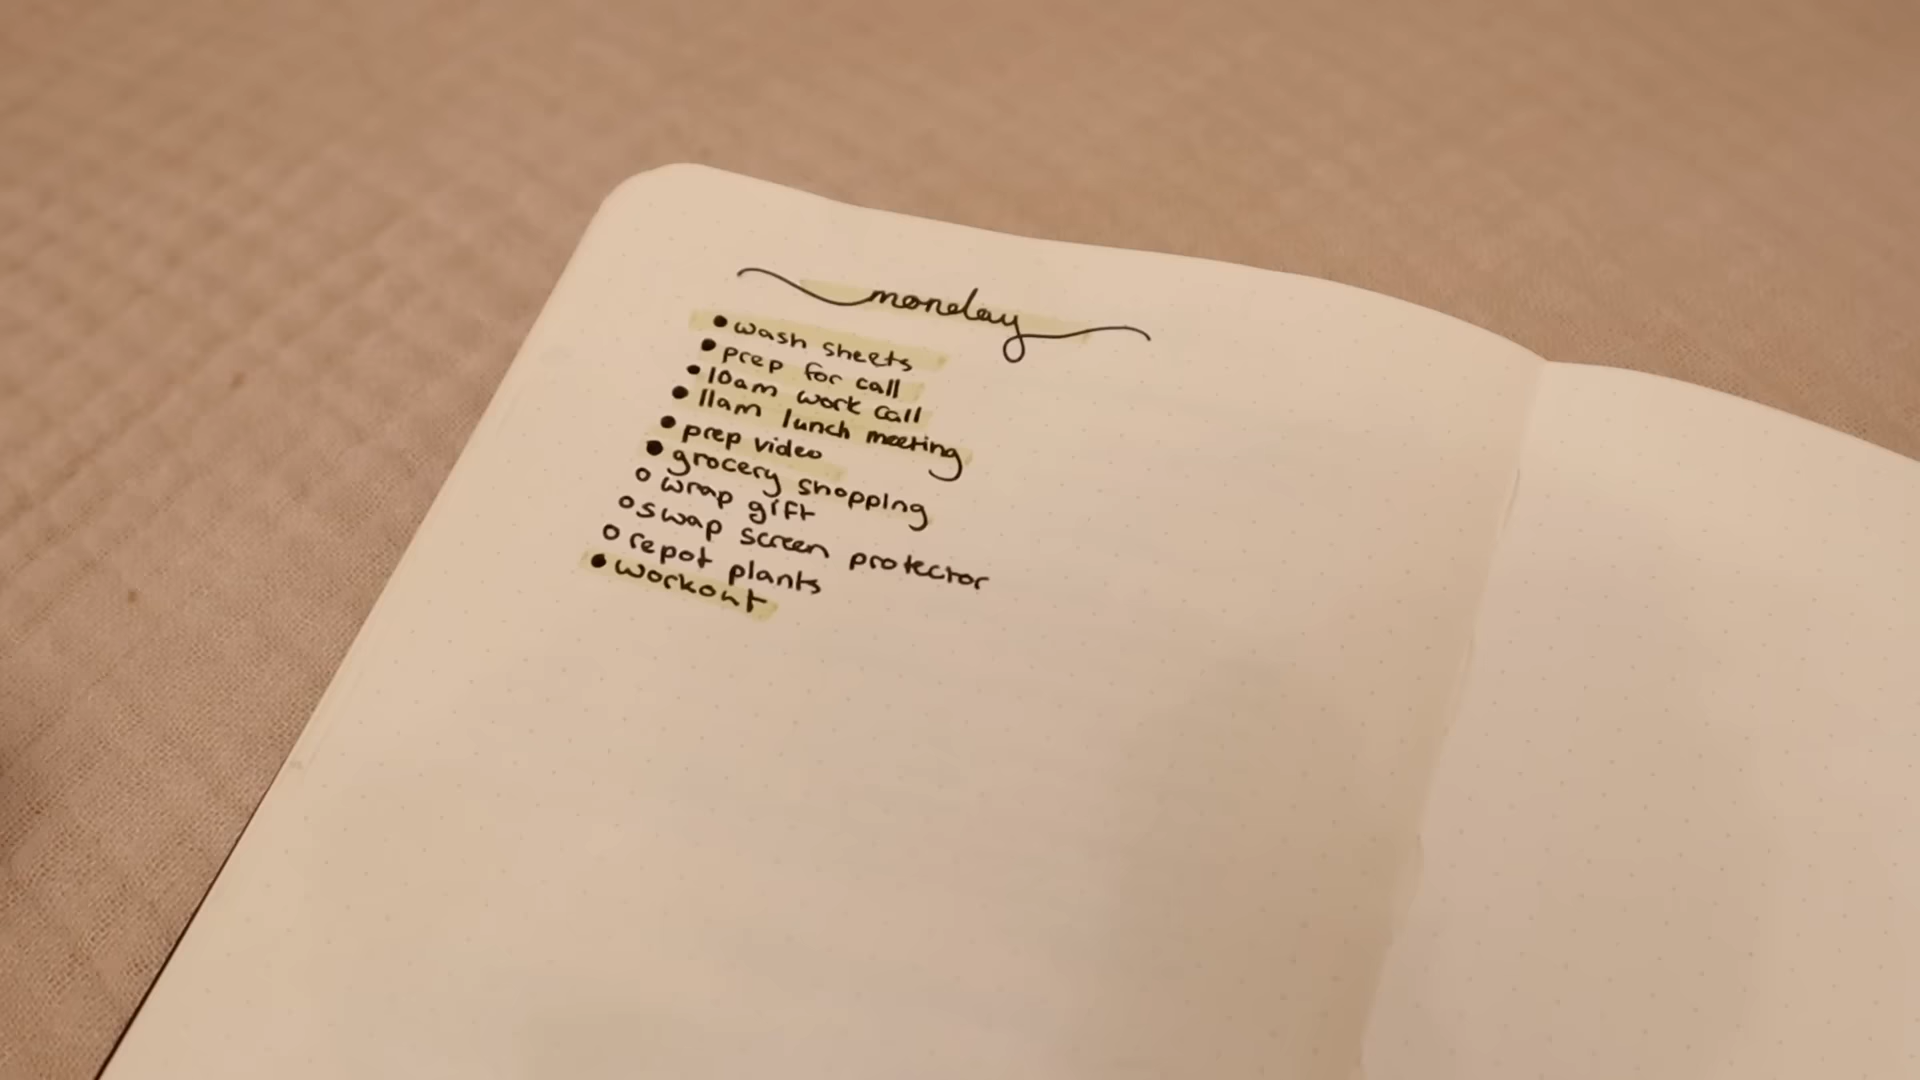 monday
● wash sheets
● prep for call
● 10am work call
● 11am lunch meeting
● prep video
● grocery shopping
○ wrap gift
○ swap screen protector
○ repot plants
● workout